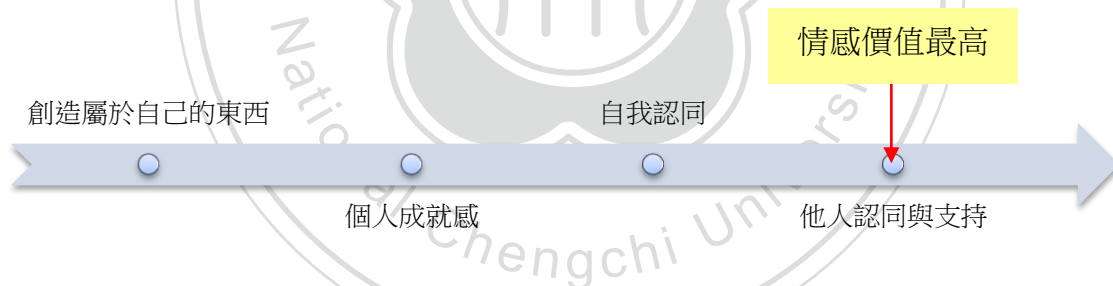 情感價值最高
創造屬於自己的東西
自我認同
個人成就感
他人認同與支持
National Chengchi University